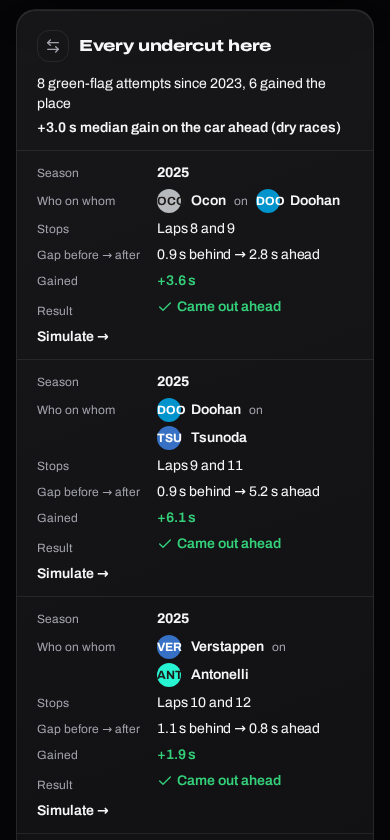 Every undercut here
8 green-flag attempts since 2023, 6 gained the
place
+3.0 s median gain on the car ahead (dry races)
Season 2025
Who on whom OCO Ocon on DOO Doohan
Stops Laps 8 and 9
Gap before → after 0.9 s behind → 2.8 s ahead
Gained +3.6 s
Result ✓ Came out ahead
Simulate →
Season 2025
Who on whom DOO Doohan on
TSU Tsunoda
Stops Laps 9 and 11
Gap before → after 0.9 s behind → 5.2 s ahead
Gained +6.1 s
Result ✓ Came out ahead
Simulate →
Season 2025
Who on whom VER Verstappen on
ANT Antonelli
Stops Laps 10 and 12
Gap before → after 1.1 s behind → 0.8 s ahead
Gained +1.9 s
Result ✓ Came out ahead
Simulate →